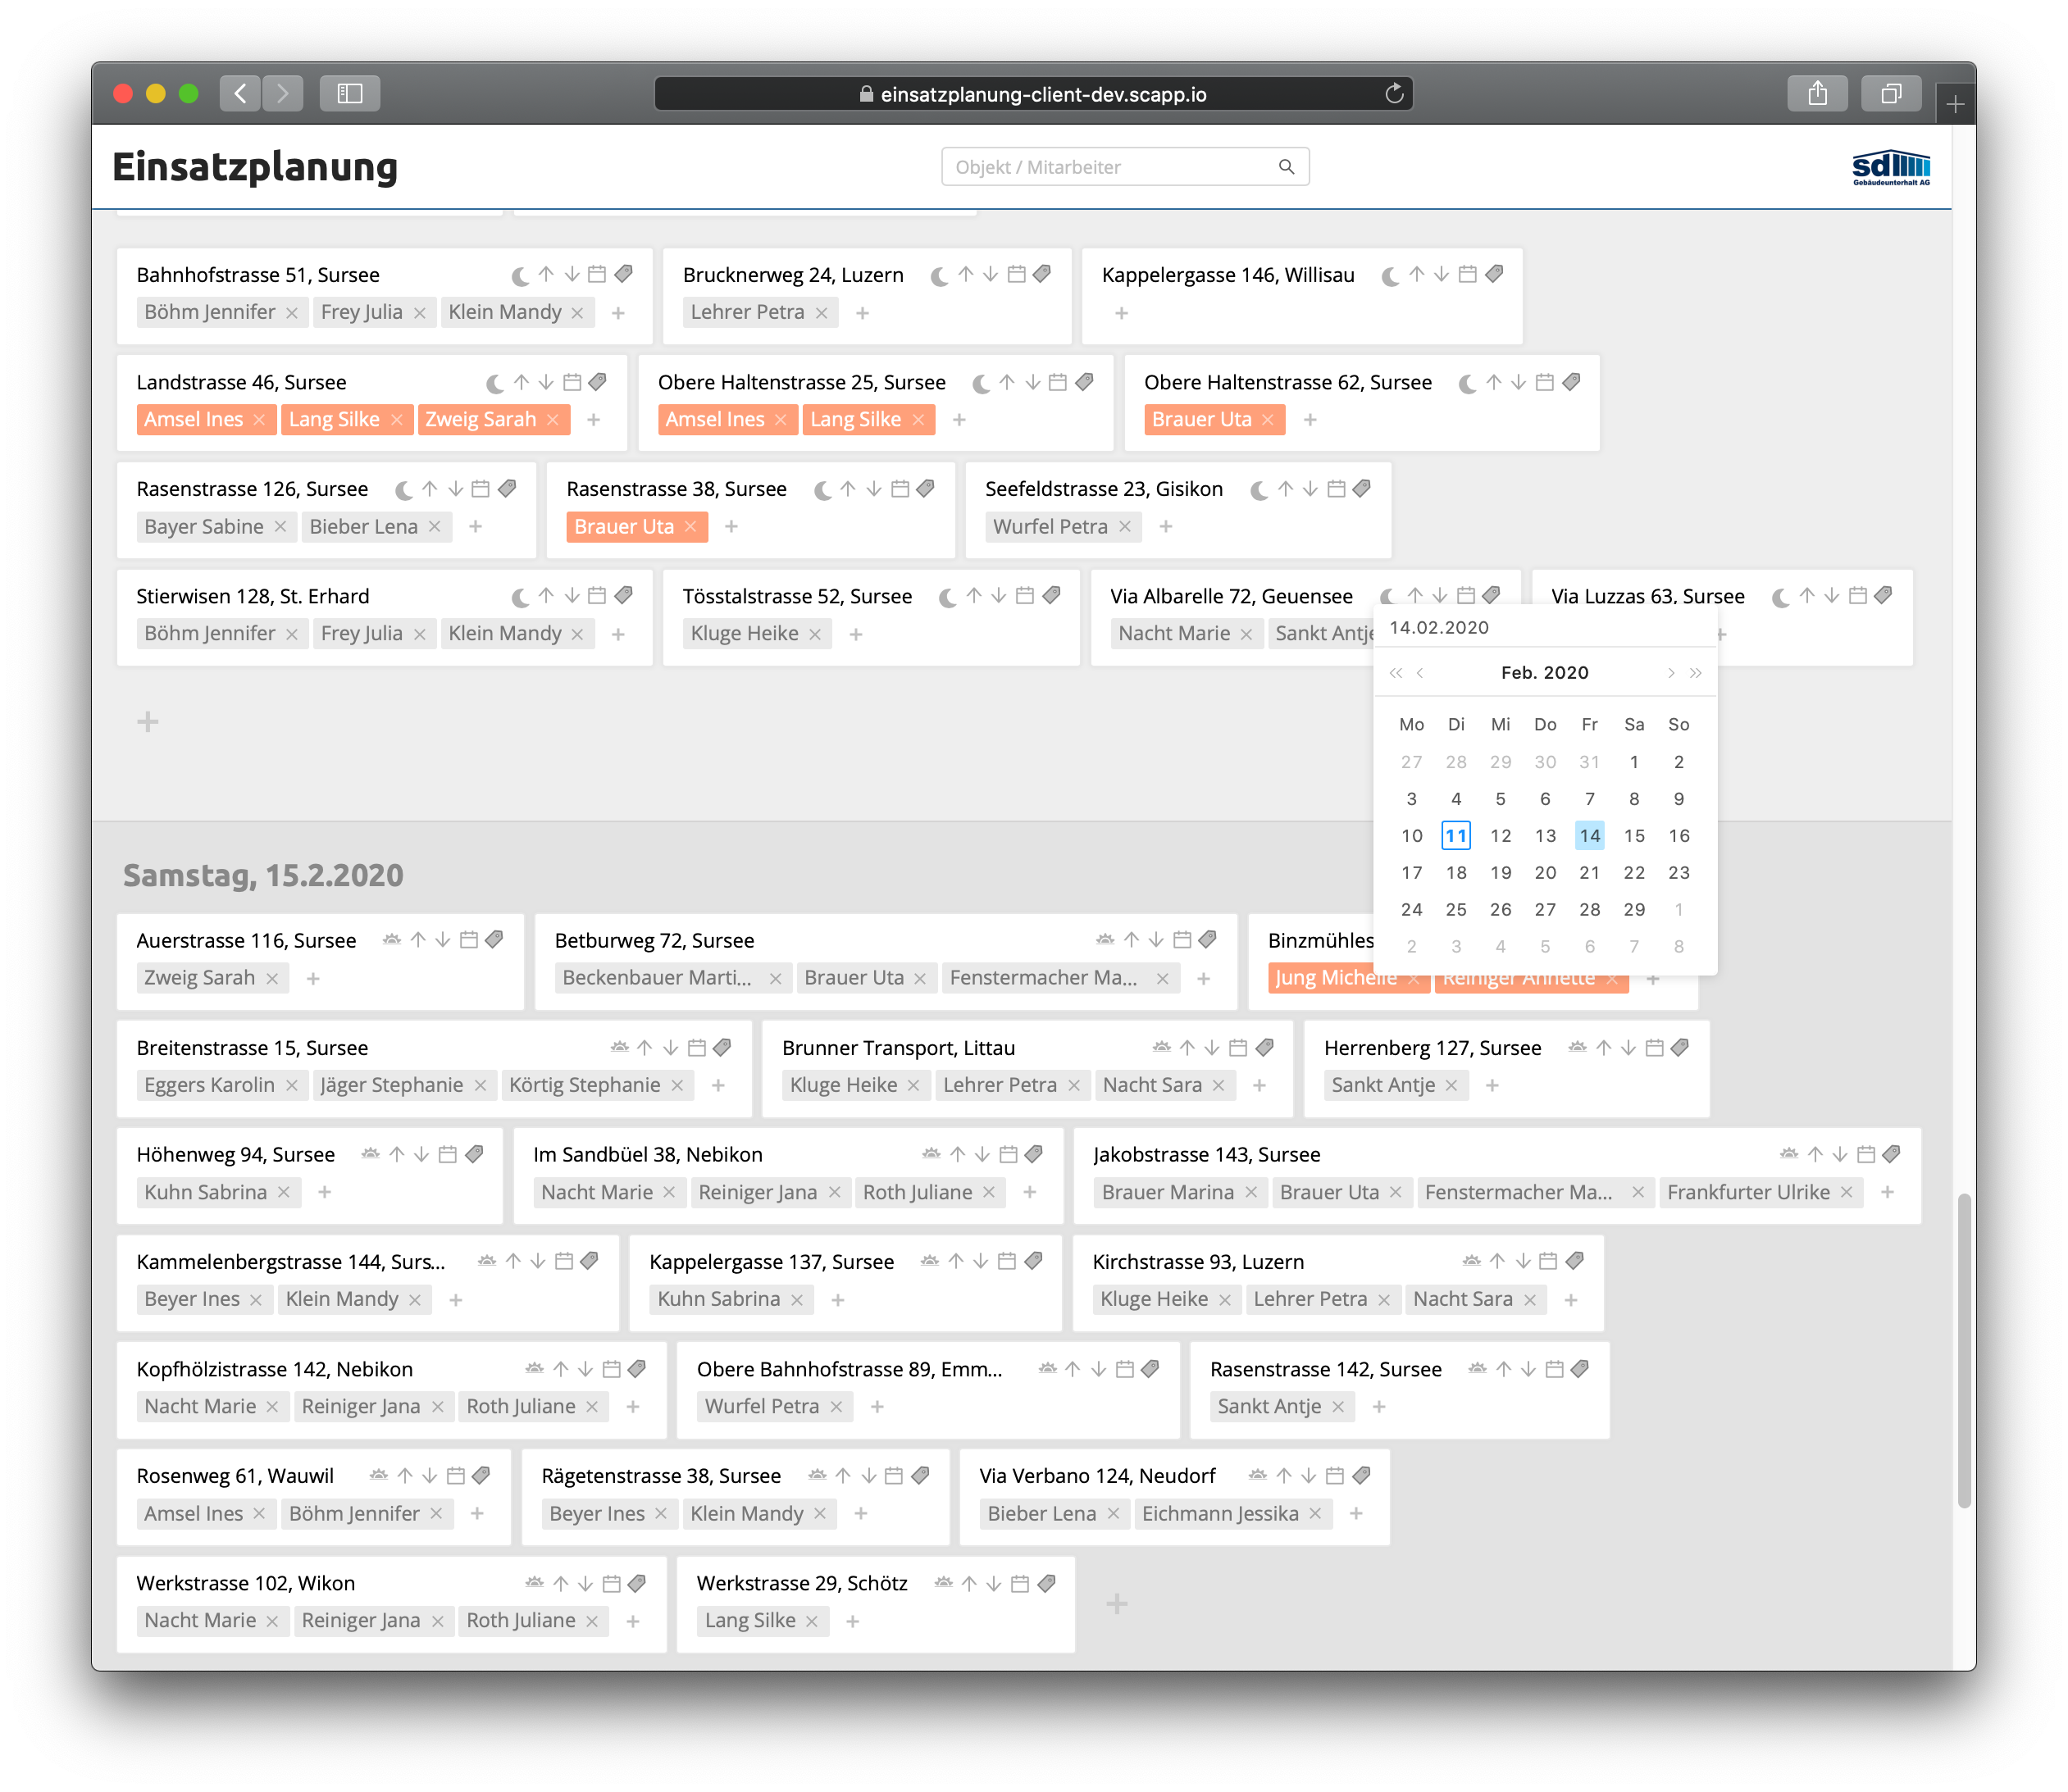 einsatzplanung-client-dev.scapp.io
Einsatzplanung
Objekt / Mitarbeiter
sd
Gebäudeunterhalt AG
Bahnhofstrasse 51, Sursee
Böhm Jennifer Frey Julia Klein Mandy
Brucknerweg 24, Luzern
Lehrer Petra
Kappelergasse 146, Willisau
Landstrasse 46, Sursee
Amsel Ines Lang Silke Zweig Sarah
Obere Haltenstrasse 25, Sursee
Amsel Ines Lang Silke
Obere Haltenstrasse 62, Sursee
Brauer Uta
Rasenstrasse 126, Sursee
Bayer Sabine Bieber Lena
Rasenstrasse 38, Sursee
Brauer Uta
Seefeldstrasse 23, Gisikon
Wurfel Petra
Stierwisen 128, St. Erhard
Böhm Jennifer Frey Julia Klein Mandy
Tösstalstrasse 52, Sursee
Kluge Heike
Via Albarelle 72, Geuensee
Nacht Marie Sankt Antje
Via Luzzas 63, Sursee
14.02.2020
Feb. 2020
Mo Di Mi Do Fr Sa So
27 28 29 30 31 1 2
3 4 5 6 7 8 9
10 11 12 13 14 15 16
17 18 19 20 21 22 23
24 25 26 27 28 29 1
2 3 4 5 6 7 8
Samstag, 15.2.2020
Auerstrasse 116, Sursee
Zweig Sarah
Betburweg 72, Sursee
Beckenbauer Marti... Brauer Uta Fenstermacher Ma...
Binzmühles
Jung Michelle Reiniger Annette
Breitenstrasse 15, Sursee
Eggers Karolin Jäger Stephanie Körtig Stephanie
Brunner Transport, Littau
Kluge Heike Lehrer Petra Nacht Sara
Herrenberg 127, Sursee
Sankt Antje
Höhenweg 94, Sursee
Kuhn Sabrina
Im Sandbüel 38, Nebikon
Nacht Marie Reiniger Jana Roth Juliane
Jakobstrasse 143, Sursee
Brauer Marina Brauer Uta Fenstermacher Ma... Frankfurter Ulrike
Kammelenbergstrasse 144, Surs...
Beyer Ines Klein Mandy
Kappelergasse 137, Sursee
Kuhn Sabrina
Kirchstrasse 93, Luzern
Kluge Heike Lehrer Petra Nacht Sara
Kopfhölzistrasse 142, Nebikon
Nacht Marie Reiniger Jana Roth Juliane
Obere Bahnhofstrasse 89, Emm...
Wurfel Petra
Rasenstrasse 142, Sursee
Sankt Antje
Rosenweg 61, Wauwil
Amsel Ines Böhm Jennifer
Rägetenstrasse 38, Sursee
Beyer Ines Klein Mandy
Via Verbano 124, Neudorf
Bieber Lena Eichmann Jessika
Werkstrasse 102, Wikon
Nacht Marie Reiniger Jana Roth Juliane
Werkstrasse 29, Schötz
Lang Silke